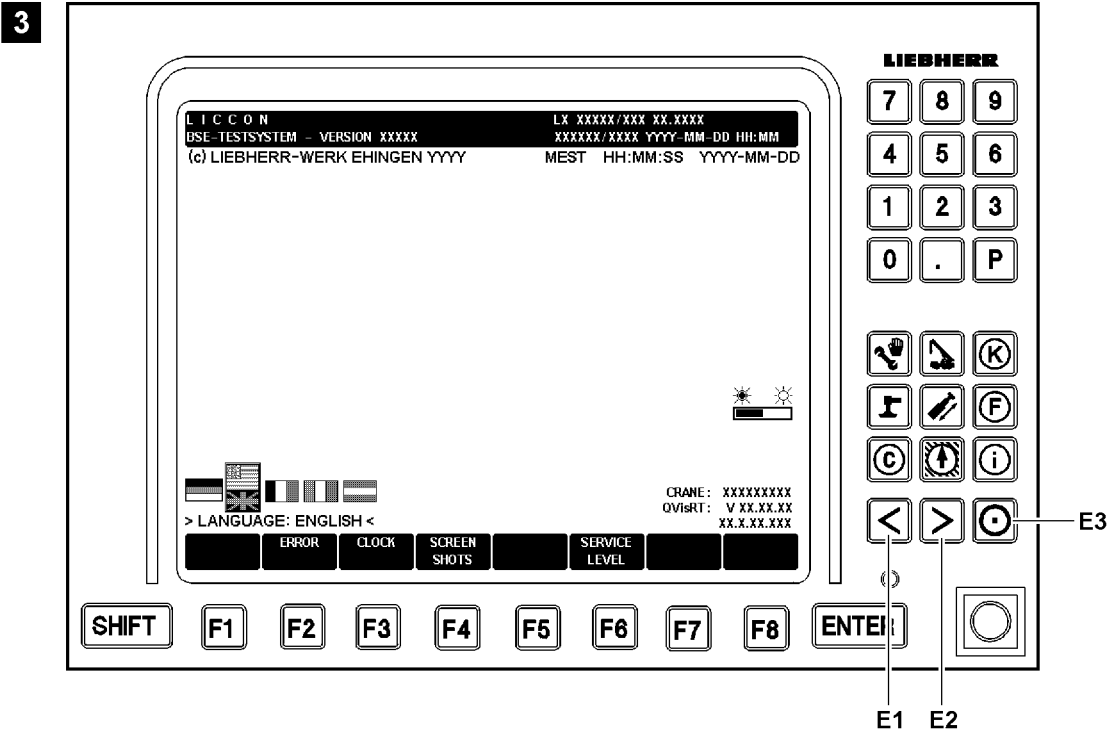 3
LIEBHERR
L I C C O N LX XXXXX/XXX XX.XXXX
BSE-TESTSYSTEM - VERSION XXXXX XXXXXX/XXXX YYYY-MM-DD HH:MM
(c) LIEBHERR-WERK EHINGEN YYYY MEST HH:MM:SS YYYY-MM-DD
7 8 9
4 5 6
1 2 3
0 . P
K
F
C i
CRANE: XXXXXXXXX
QVisRT: V XX.XX.XX
XX.X.XX.XXX
> LANGUAGE: ENGLISH <
< >
E3
ERROR CLOCK SCREEN SHOTS SERVICE LEVEL
SHIFT F1 F2 F3 F4 F5 F6 F7 F8 ENTER
E1 E2